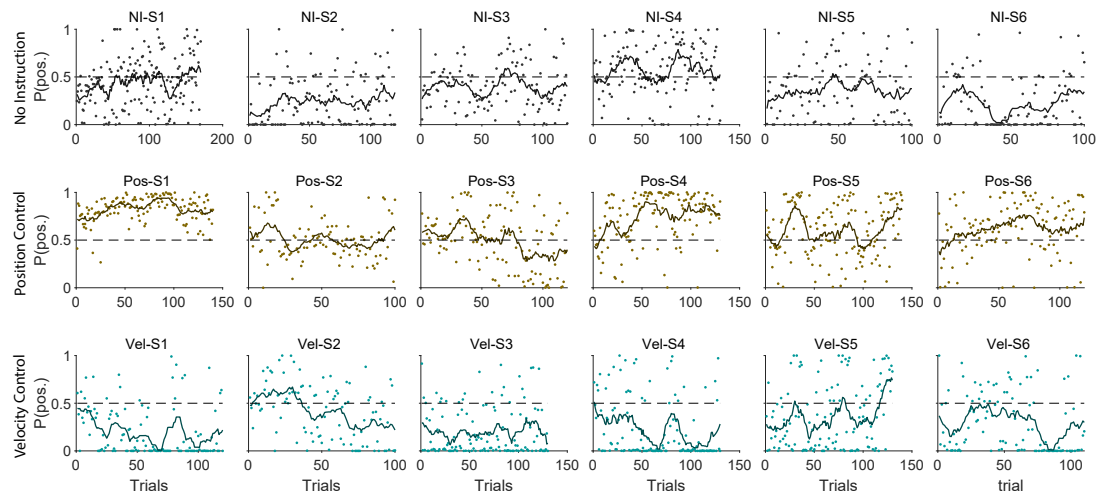 NI-S1 NI-S2 NI-S3 NI-S4 NI-S5 NI-S6
No Instruction
P(pos.)
1
0.5
0
0 50 100 150 200 0 50 100 0 50 100 0 50 100 150 0 50 100 0 50 100
Pos-S1 Pos-S2 Pos-S3 Pos-S4 Pos-S5 Pos-S6
Position Control
P(pos.)
1
0.5
0
0 50 100 150 0 50 100 0 50 100 0 50 100 0 50 100 150 0 50 100
Vel-S1 Vel-S2 Vel-S3 Vel-S4 Vel-S5 Vel-S6
Velocity Control
P(pos.)
1
0.5
0
0 50 100 0 50 100 0 50 100 150 0 50 100 0 50 100 150 0 50 100
Trials Trials Trials Trials Trials trial